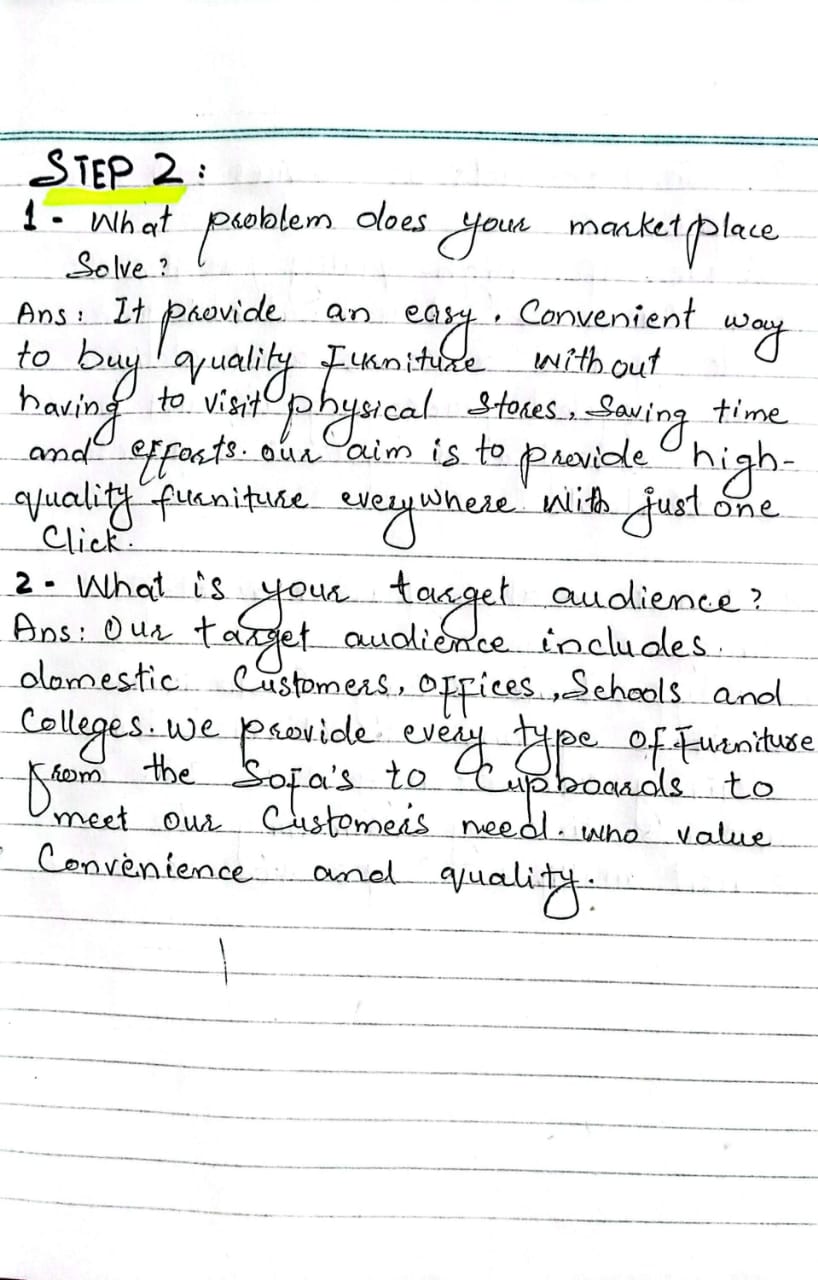 STEP 2 :
1 - What problem does your marketplace
Solve ?
Ans : It provide an easy . Convenient way
to buy quality Furniture without
having to visit physical stores, Saving time
and efforts. our aim is to provide high-
quality furniture everywhere with just one
Click.
2 - What is your target audience ?
Ans : Our target audience includes.
domestic Customers, Offices, Schools and
Colleges. we provide every type of Furniture
from the Sofa's to Cupboards to
meet our Customers need. who value
Convenience and quality.